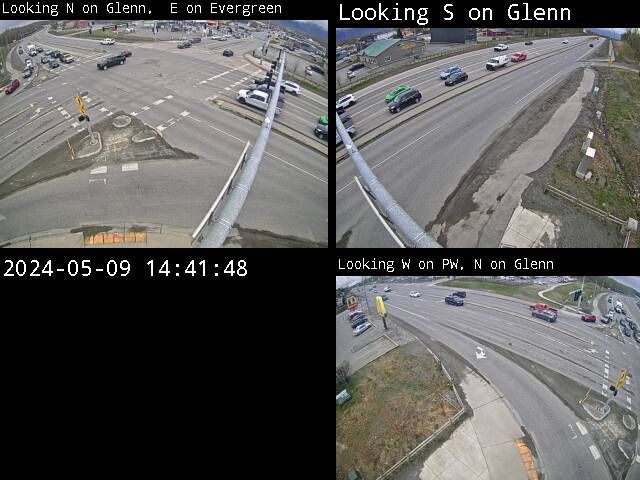 Looking N on Glenn,  E on Evergreen
Looking S on Glenn
2024-05-09 14:41:48
Looking W on PW, N on Glenn